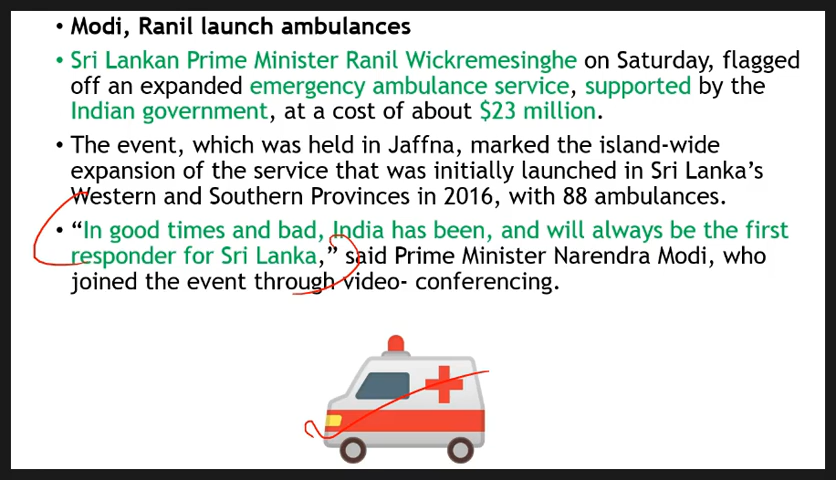 • Modi, Ranil launch ambulances
• Sri Lankan Prime Minister Ranil Wickremesinghe on Saturday, flagged
off an expanded emergency ambulance service, supported by the
Indian government, at a cost of about $23 million.
• The event, which was held in Jaffna, marked the island-wide
expansion of the service that was initially launched in Sri Lanka’s
Western and Southern Provinces in 2016, with 88 ambulances.
• “In good times and bad, India has been, and will always be the first
responder for Sri Lanka,” said Prime Minister Narendra Modi, who
joined the event through video- conferencing.